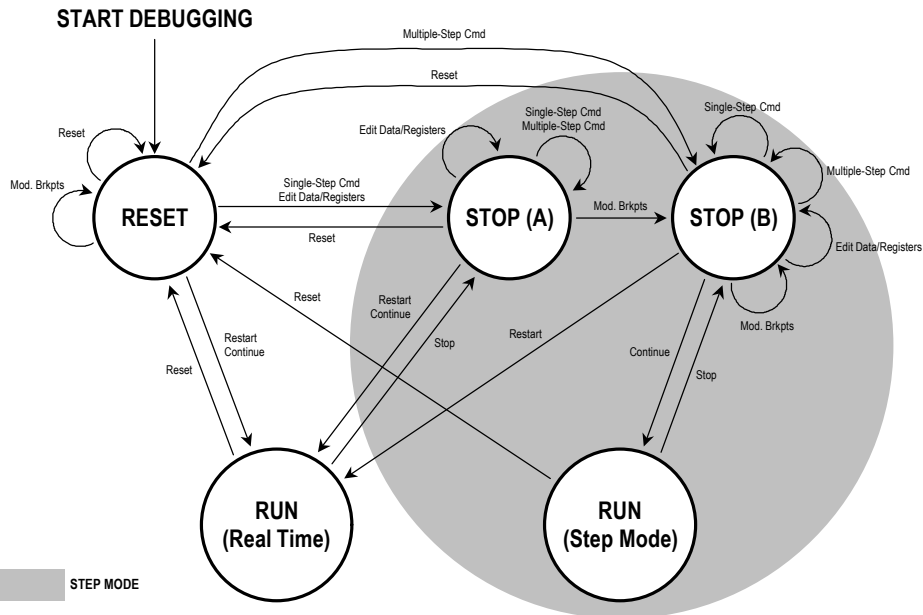 START DEBUGGING
Multiple-Step Cmd
Reset
Reset
Mod. Brkpts
RESET
Single-Step Cmd
Edit Data/Registers
Reset
Edit Data/Registers
Single-Step Cmd
Multiple-Step Cmd
STOP (A)
Mod. Brkpts
Single-Step Cmd
Multiple-Step Cmd
STOP (B)
Edit Data/Registers
Mod. Brkpts
Reset
Restart
Continue
Reset
Restart
Continue
Stop
Restart
Continue
Stop
RUN
(Real Time)
RUN
(Step Mode)
STEP MODE